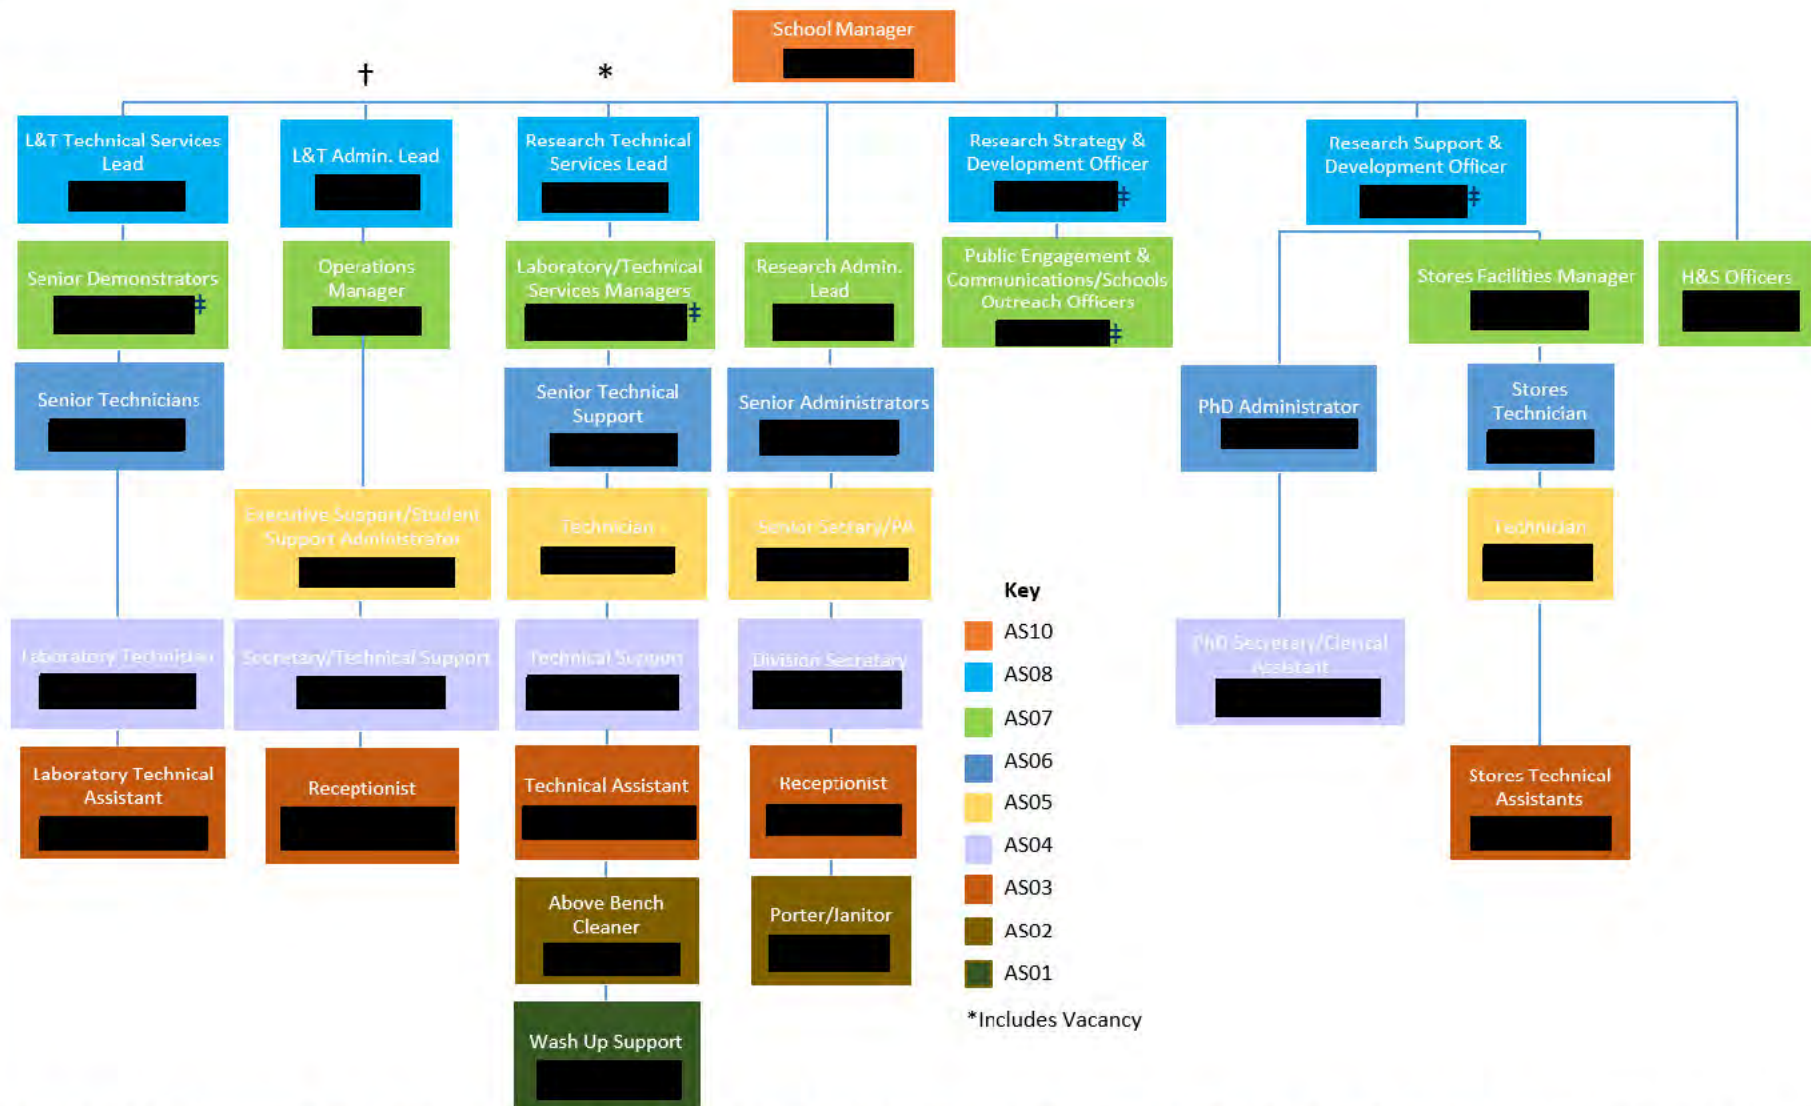 School Manager
†
*
L&T Technical Services
Lead
L&T Admin. Lead
Research Technical
Services Lead
Research Strategy &
Development Officer
‡
Research Support &
Development Officer
‡
Senior Demonstrators
‡
Operations
Manager
Laboratory/Technical
Services Managers
‡
Research Admin.
Lead
Public Engagement &
Communications/Schools
Outreach Officers
‡
Stores Facilities Manager
H&S Officers
Senior Technicians
Senior Technical
Support
Senior Administrators
PhD Administrator
Stores
Technician
Executive Support/Student
Support Administrator
Technician
Senior Secrary/PA
Technician
Laboratory Technician
Secretary/Technical Support
Technical Support
Division Secretary
PhD Secretary/Clerical
Assistant
Laboratory Technical
Assistant
Receptionist
Technical Assistant
Receptionist
Stores Technical
Assistants
Above Bench
Cleaner
Porter/Janitor
Wash Up Support
Key
AS10
AS08
AS07
AS06
AS05
AS04
AS03
AS02
AS01
*Includes Vacancy